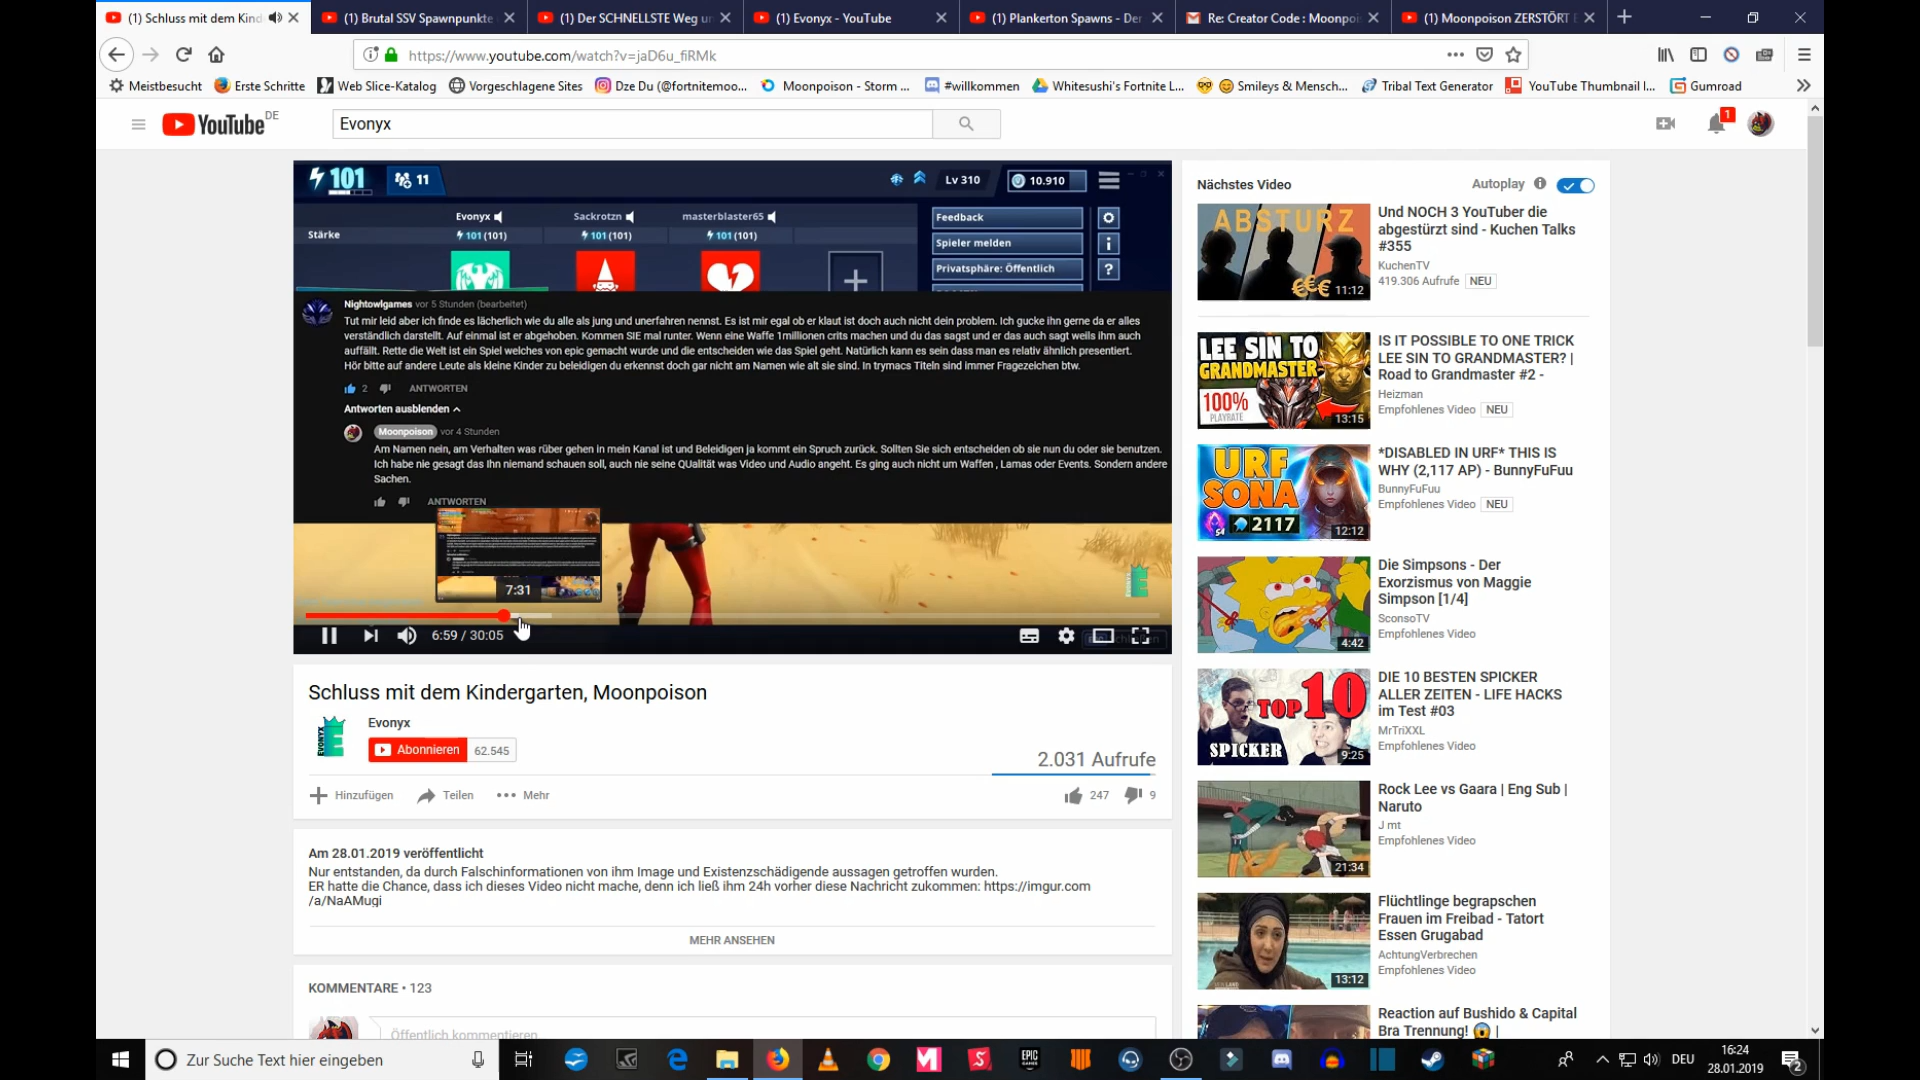 (1) Schluss mit dem Kind
(1) Brutal SSV Spawnpunkte
(1) Der SCHNELLSTE Weg u
(1) Evonyx - YouTube
(1) Plankerton Spawns - Der
Re: Creator Code : Moonpoi
(1) Moonpoison ZERSTÖRT
https://www.youtube.com/watch?v=jaD6u_fiRMk
Meistbesucht
Erste Schritte
Web Slice-Katalog
Vorgeschlagene Sites
Dze Du (@fortnitemoo...
Moonpoison - Storm ...
#willkommen
Whitesushi's Fortnite L...
Smileys & Mensch...
Tribal Text Generator
YouTube Thumbnail I...
Gumroad
YouTube DE
Evonyx
1
101
11
Lv 310
10.910
Evonyx
Sackrotzn
masterblaster65
Stärke
101 (101)
101 (101)
101 (101)
Feedback
Spieler melden
Privatsphäre: Öffentlich
Nightowlgames vor 5 Stunden (bearbeitet)
Tut mir leid aber ich finde es lächerlich wie du alle als jung und unerfahren nennst. Es ist mir egal ob er klaut ist doch auch nicht dein problem. Ich gucke ihn gerne da er alles
verständlich darstellt. Auf einmal ist er abgehoben. Kommen SIE mal runter. Wenn eine Waffe 1millionen crits machen und du das sagst und er das auch sagt weils ihm auch
auffällt. Rette die Welt ist ein Spiel welches von epic gemacht wurde und die entscheiden wie das Spiel geht. Natürlich kann es sein dass man es relativ ähnlich presentiert.
Hör bitte auf andere Leute als kleine Kinder zu beleidigen du erkennst doch gar nicht am Namen wie alt sie sind. In trymacs Titeln sind immer Fragezeichen btw.
2 ANTWORTEN
Antworten ausblenden
Moonpoison vor 4 Stunden
Am Namen nein, am Verhalten was rüber gehen in mein Kanal ist und Beleidigen ja kommt ein Spruch zurück. Sollten Sie sich entscheiden ob sie nun du oder sie benutzen.
Ich habe nie gesagt das Ihn niemand schauen soll, auch nie seine QUalität was Video und Audio angeht. Es ging auch nicht um Waffen , Lamas oder Events. Sondern andere
Sachen.
ANTWORTEN
7:31
6:59 / 30:05
EVONYX
Schluss mit dem Kindergarten, Moonpoison
EVONYX
Evonyx
Abonnieren 62.545
2.031 Aufrufe
Hinzufügen
Teilen
Mehr
247
9
Am 28.01.2019 veröffentlicht
Nur entstanden, da durch Falschinformationen von ihm Image und Existenzschädigende aussagen getroffen wurden.
ER hatte die Chance, dass ich dieses Video nicht mache, denn ich ließ ihm 24h vorher diese Nachricht zukommen: https://imgur.com
/a/NaAMugi
MEHR ANSEHEN
KOMMENTARE • 123
Öffentlich kommentieren
Nächstes Video
Autoplay
ABSTURZ
€€€
11:12
Und NOCH 3 YouTuber die
abgestürzt sind - Kuchen Talks
#355
KuchenTV
419.306 Aufrufe NEU
LEE SIN TO
GRANDMASTER?
100%
PLAYRATE
13:15
IS IT POSSIBLE TO ONE TRICK
LEE SIN TO GRANDMASTER? |
Road to Grandmaster #2 -
Heizman
Empfohlenes Video NEU
URF
SONA
2117
12:12
*DISABLED IN URF* THIS IS
WHY (2,117 AP) - BunnyFuFuu
BunnyFuFuu
Empfohlenes Video NEU
4:42
Die Simpsons - Der
Exorzismus von Maggie
Simpson [1/4]
SconsoTV
Empfohlenes Video
TOP 10
SPICKER
9:25
DIE 10 BESTEN SPICKER
ALLER ZEITEN - LIFE HACKS
im Test #03
MrTriXXL
Empfohlenes Video
21:34
Rock Lee vs Gaara | Eng Sub |
Naruto
J mt
Empfohlenes Video
13:12
Flüchtlinge begrapschen
Frauen im Freibad - Tatort
Essen Grugabad
AchtungVerbrechen
Empfohlenes Video
Reaction auf Bushido & Capital
Bra Trennung! |
Zur Suche Text hier eingeben
EPIC
GAMES
DEU
16:24
28.01.2019
2